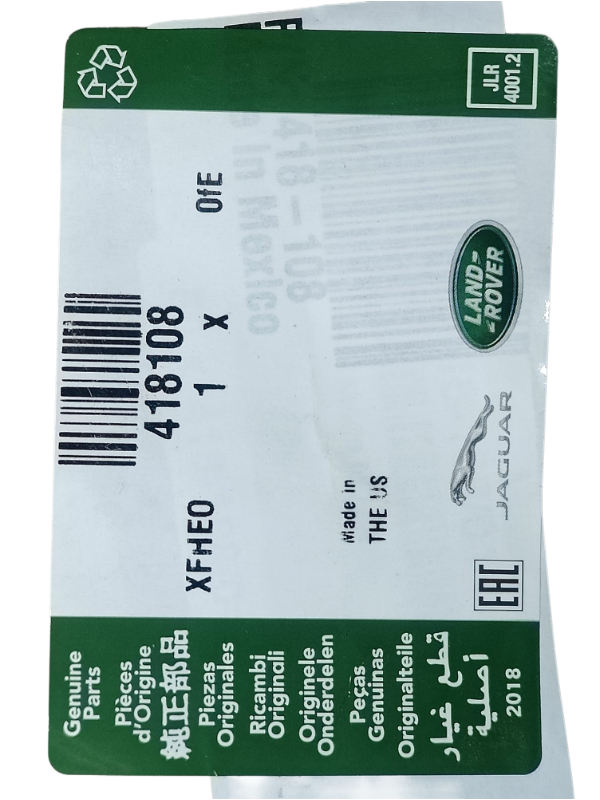 Genuine
Parts
Pièces
d'Origine
純正部品
Piezas
Originales
Ricambi
Originali
Originele
Onderdelen
Peças
Genuinas
Originalteile
قطع غيار
أصلية
2018
418108
1 X
XFHEO
OfE
Made in
THE US
EAC
JAGUAR
LAND
ROVER
JLR
4001.2